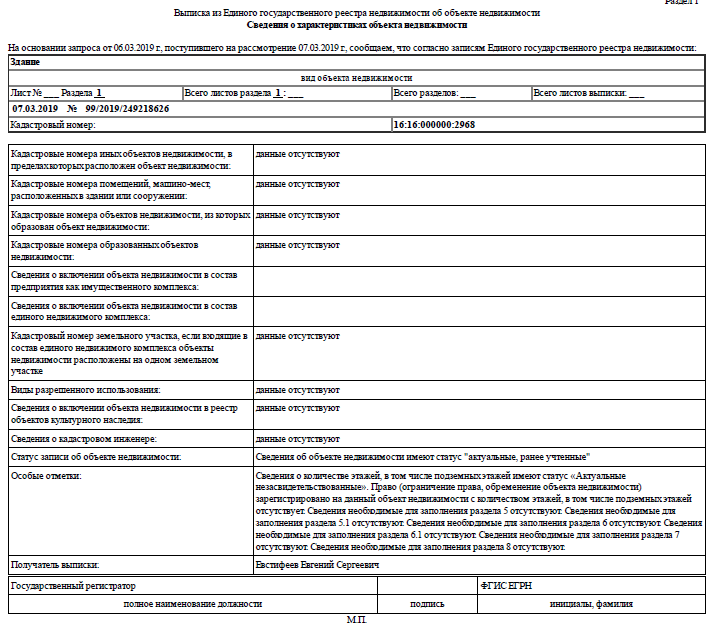 Раздел 1
Выписка из Единого государственного реестра недвижимости об объекте недвижимости
Сведения о характеристиках объекта недвижимости
На основании запроса от 06.03.2019 г., поступившего на рассмотрение 07.03.2019 г., сообщаем, что согласно записям Единого государственного реестра недвижимости:
Здание
вид объекта недвижимости
Лист № ___ Раздела 1 Всего листов раздела 1 : ___ Всего разделов: ___ Всего листов выписки: ___
07.03.2019 № 99/2019/249218626
Кадастровый номер: 16:16:000000:2968
Кадастровые номера иных объектов недвижимости, в данные отсутствуют
пределах которых расположен объект недвижимости:
Кадастровые номера помещений, машино-мест, данные отсутствуют
расположенных в здании или сооружении:
Кадастровые номера объектов недвижимости, из которых данные отсутствуют
образован объект недвижимости:
Кадастровые номера образованных объектов данные отсутствуют
недвижимости:
Сведения о включении объекта недвижимости в состав
предприятия как имущественного комплекса:
Сведения о включении объекта недвижимости в состав
единого недвижимого комплекса:
Кадастровый номер земельного участка, если входящие в данные отсутствуют
состав единого недвижимого комплекса объекты
недвижимости расположены на одном земельном
участке
Виды разрешенного использования: данные отсутствуют
Сведения о включении объекта недвижимости в реестр данные отсутствуют
объектов культурного наследия:
Сведения о кадастровом инженере: данные отсутствуют
Статус записи об объекте недвижимости: Сведения об объекте недвижимости имеют статус "актуальные, ранее учтенные"
Особые отметки: Сведения о количестве этажей, в том числе подземных этажей имеют статус «Актуальные
незасвидетельствованные». Право (ограничение права, обременение объекта недвижимости)
зарегистрировано на данный объект недвижимости с количеством этажей, в том числе подземных этажей
отсутствует. Сведения необходимые для заполнения раздела 5 отсутствуют. Сведения необходимые для
заполнения раздела 5.1 отсутствуют. Сведения необходимые для заполнения раздела 6 отсутствуют. Сведения
необходимые для заполнения раздела 6.1 отсутствуют. Сведения необходимые для заполнения раздела 7
отсутствуют. Сведения необходимые для заполнения раздела 8 отсутствуют.
Получатель выписки: Евстифеев Евгений Сергеевич
Государственный регистратор ФГИС ЕГРН
полное наименование должности подпись инициалы, фамилия
М.П.